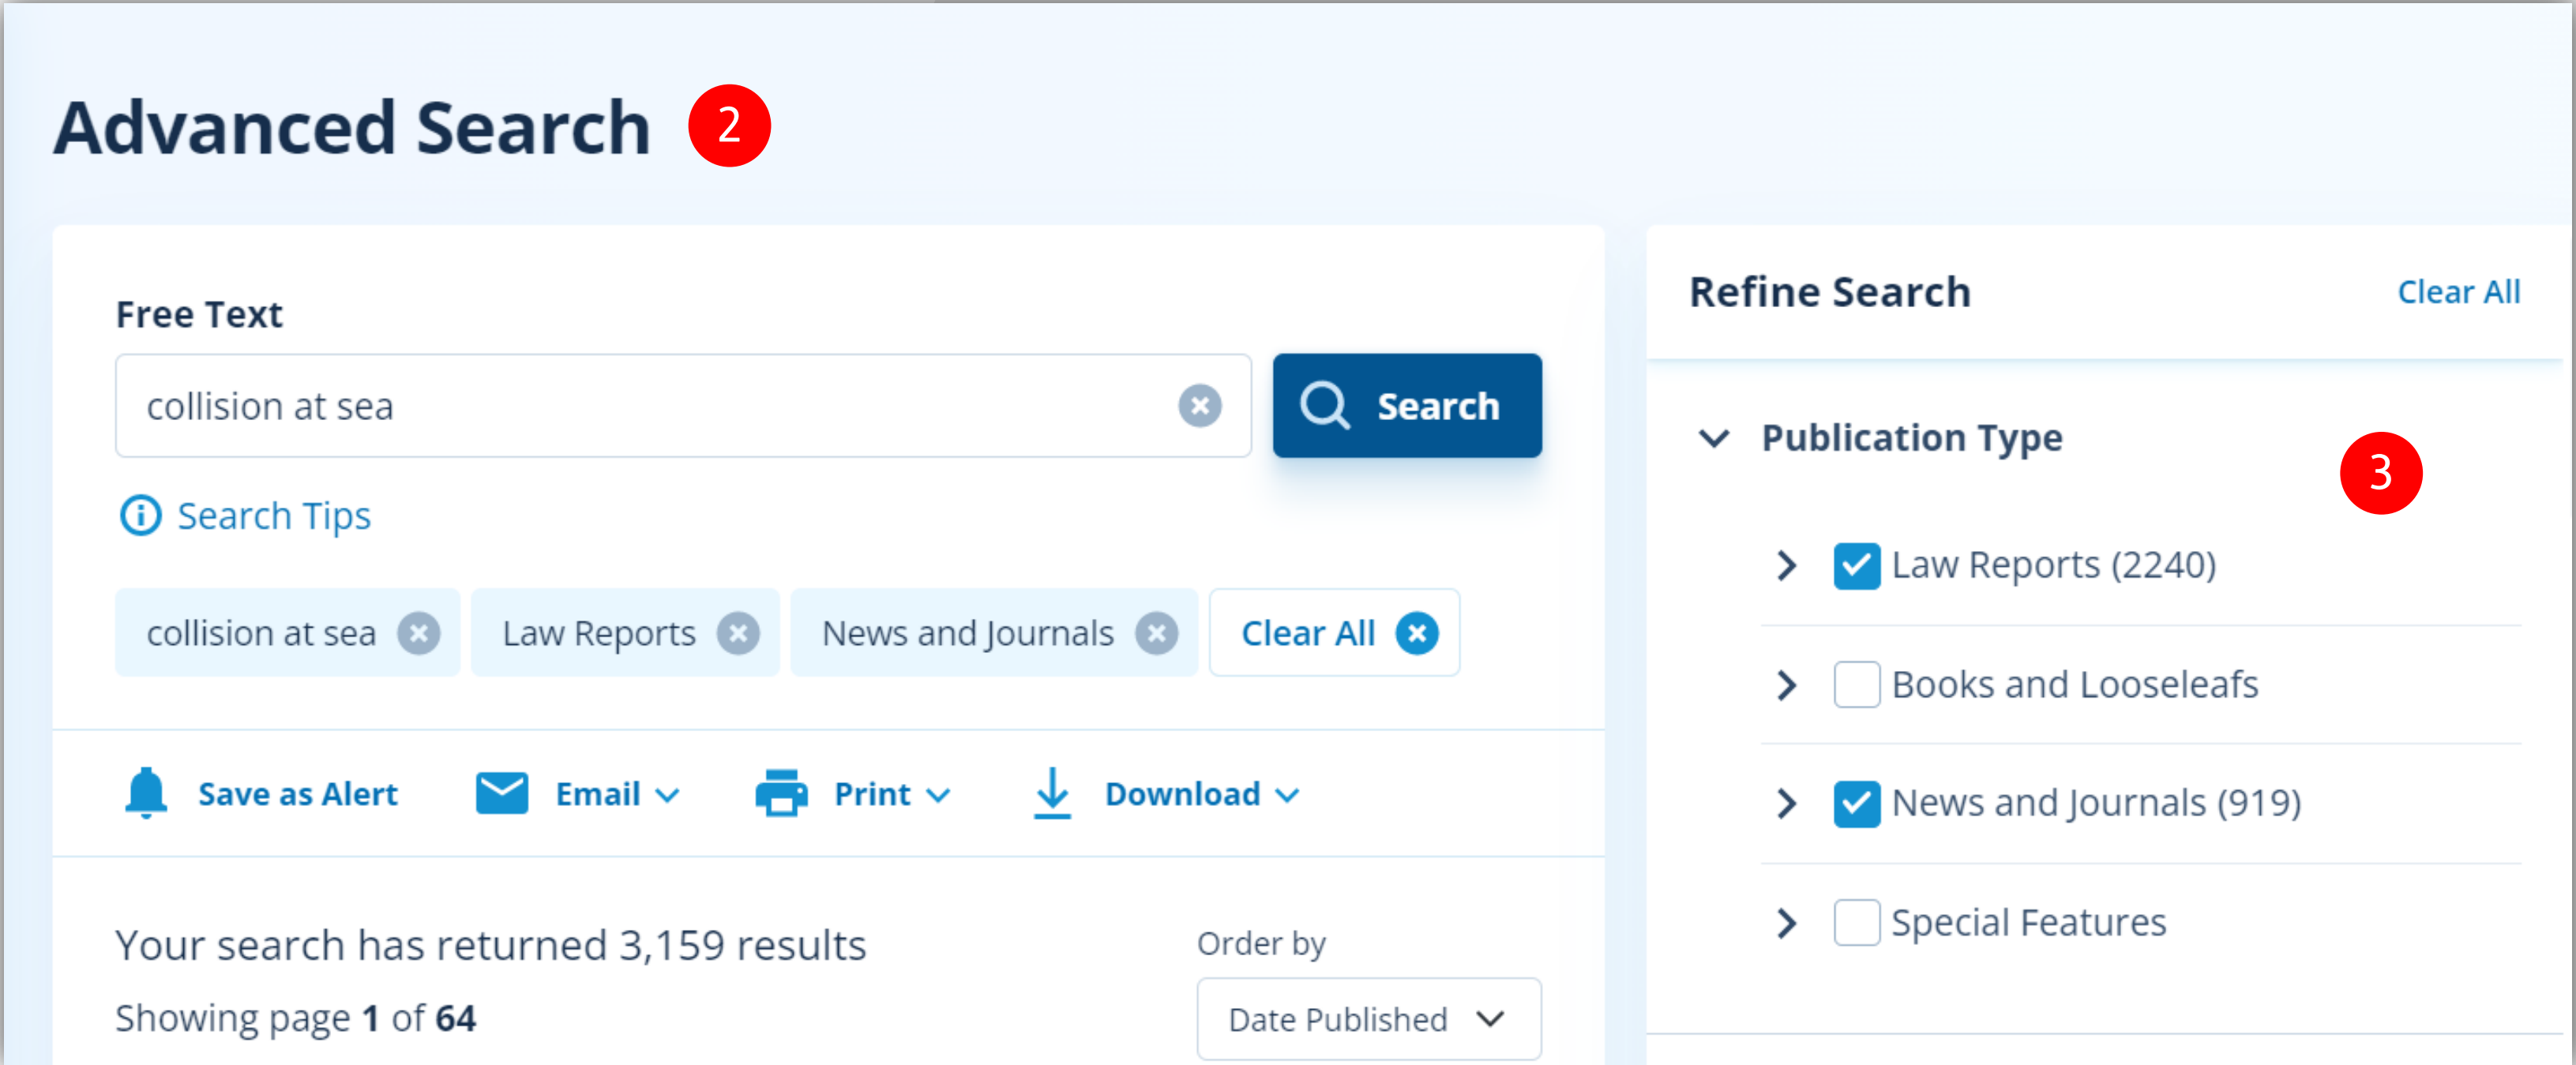 Advanced Search 2
Free Text
collision at sea
Search
Search Tips
collision at sea Law Reports News and Journals Clear All
Save as Alert Email Print Download
Your search has returned 3,159 results
Showing page 1 of 64
Order by
Date Published
Refine Search Clear All
Publication Type 3
Law Reports (2240)
Books and Looseleafs
News and Journals (919)
Special Features